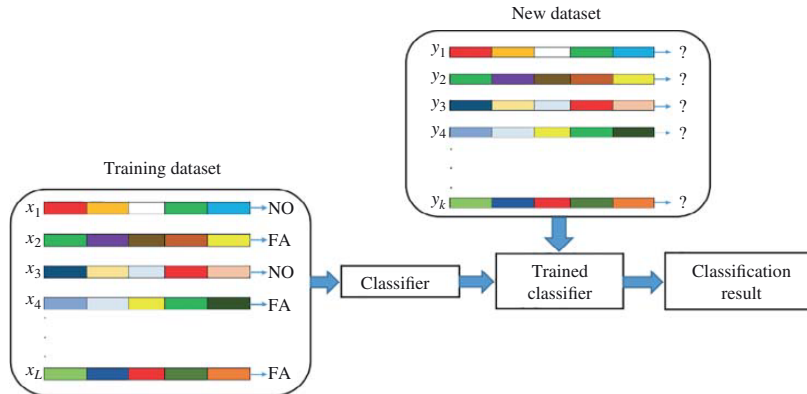 New dataset
y1 ?
y2 ?
y3 ?
y4 ?
.
.
.
yk ?
Training dataset
x1 NO
x2 FA
x3 NO
x4 FA
.
.
.
xL FA
Classifier
Trained
classifier
Classification
result